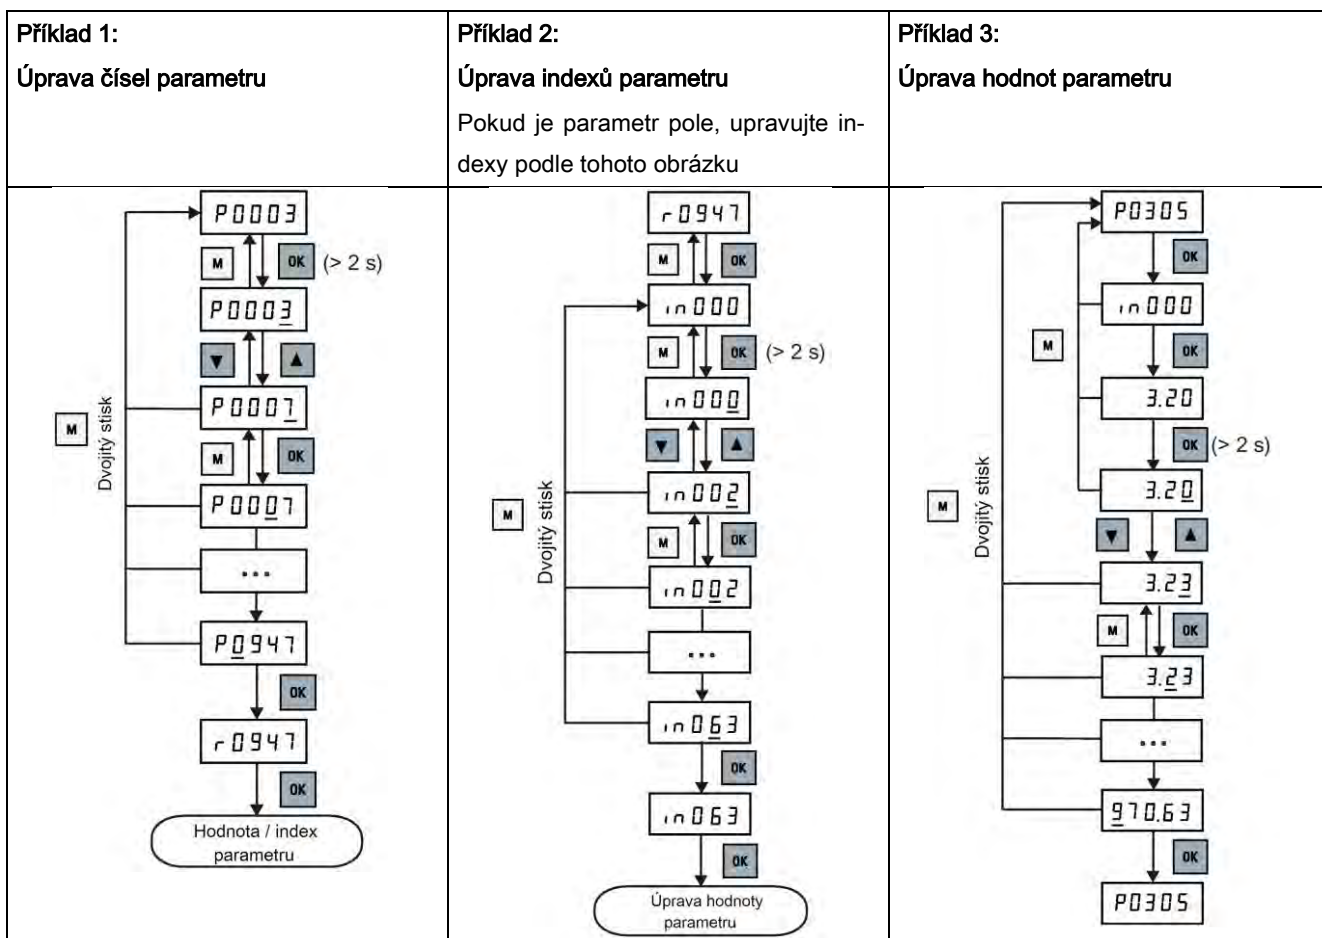 Příklad 1:
Úprava čísel parametru
Příklad 2:
Úprava indexů parametru
Pokud je parametr pole, upravujte in-
dexy podle tohoto obrázku
Příklad 3:
Úprava hodnot parametru
P0003
M OK (> 2 s)
P0003
▼ ▲
P0007
M Dvojitý stisk
M OK
P0007
...
P0947
OK
r0947
OK
Hodnota / index
parametru
r0947
M OK
in000
M OK (> 2 s)
in000
▼ ▲
in002
M Dvojitý stisk
M OK
in002
...
in063
OK
in063
OK
Úprava hodnoty
parametru
P0305
OK
in000
M OK
3.20
OK (> 2 s)
3.20
M Dvojitý stisk
▼ ▲
3.23
M OK
3.23
...
970.63
OK
P0305